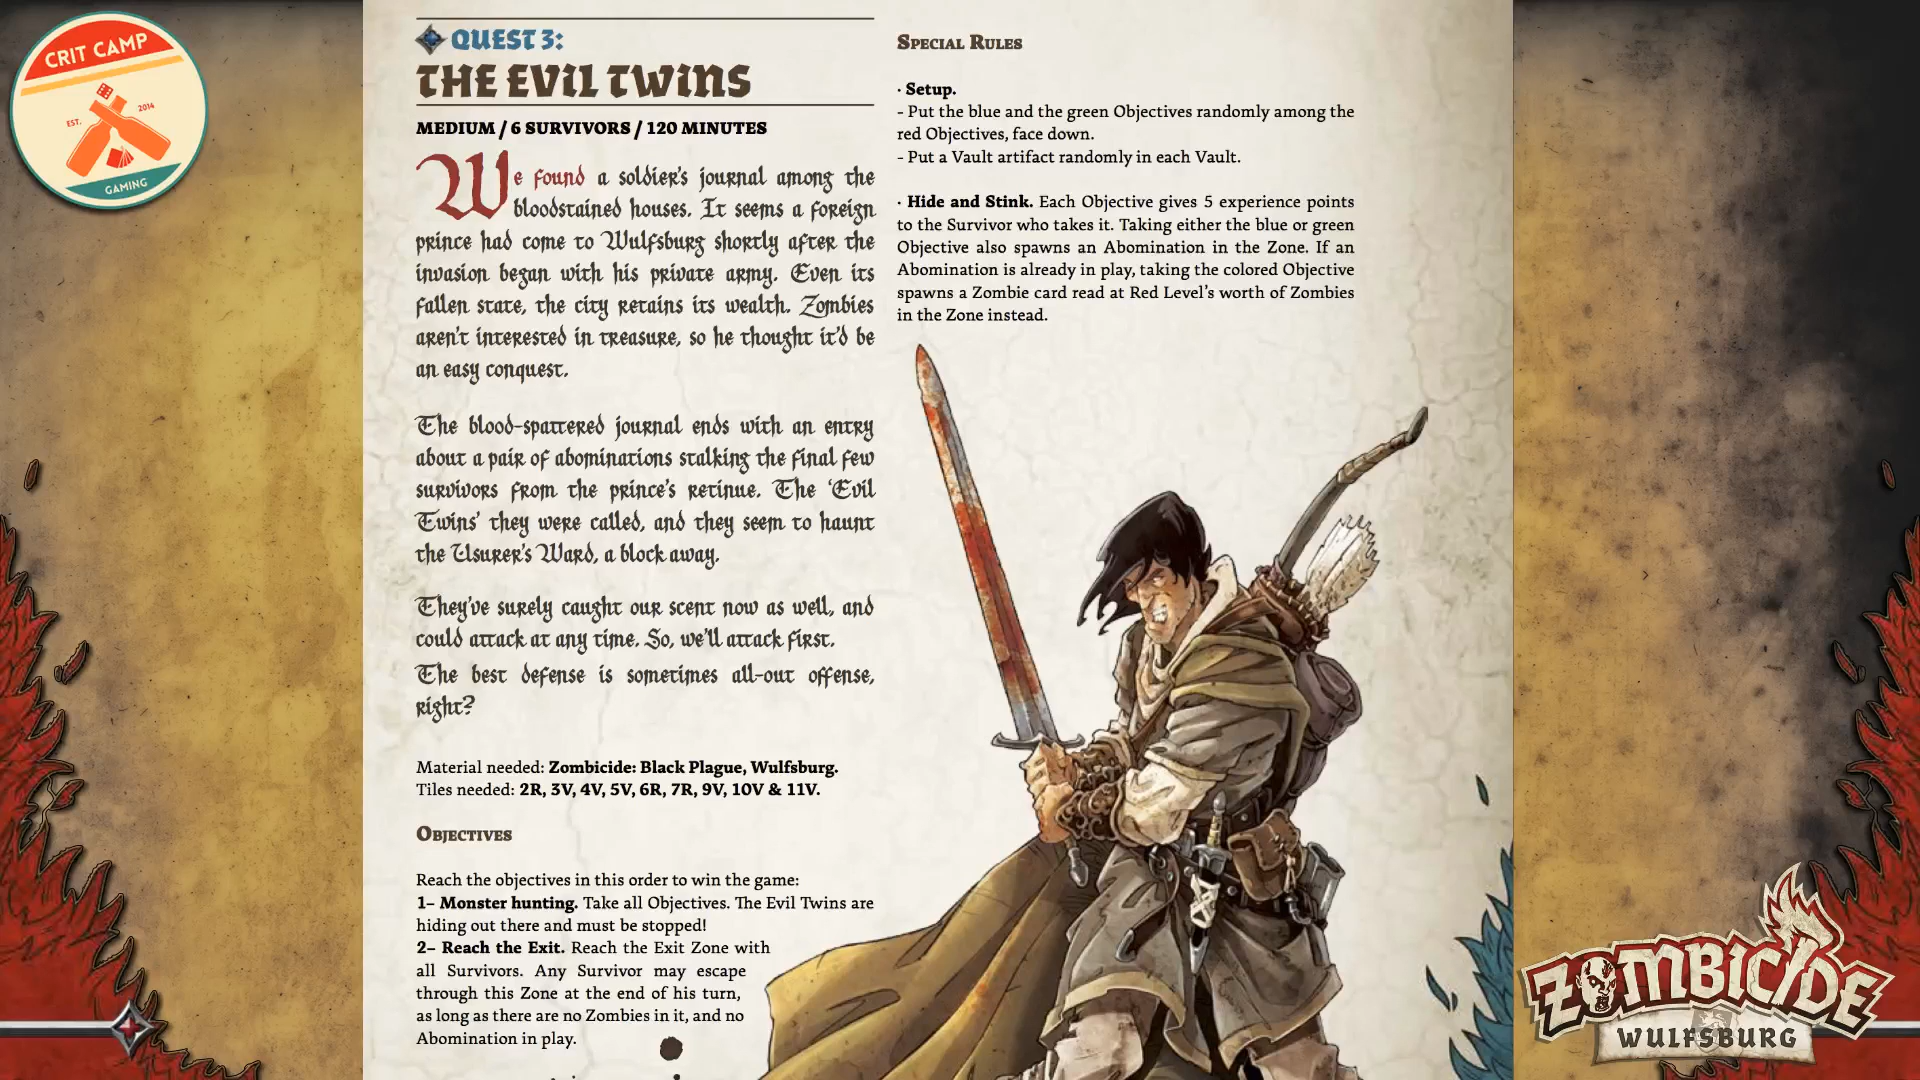 CRIT CAMP
EST.
2014
GAMING
QUEST 3:
THE EVIL TWINS
MEDIUM / 6 SURVIVORS / 120 MINUTES
We found a soldier's journal among the
bloodstained houses. It seems a foreign
prince had come to Wulfsburg shortly after the
invasion began with his private army. Even its
fallen state, the city retains its wealth. Zombies
aren't interested in treasure, so he thought it'd be
an easy conquest.
The blood-spattered journal ends with an entry
about a pair of abominations stalking the final few
survivors from the prince's retinue. The 'Evil
Twins' they were called, and they seem to haunt
the Usurer's Ward, a block away.
They've surely caught our scent now as well, and
could attack at any time. So, we'll attack first.
The best defense is sometimes all-out offense,
right?
Material needed: Zombicide: Black Plague, Wulfsburg.
Tiles needed: 2R, 3V, 4V, 5V, 6R, 7R, 9V, 10V & 11V.
OBJECTIVES
Reach the objectives in this order to win the game:
1– Monster hunting. Take all Objectives. The Evil Twins are
hiding out there and must be stopped!
2– Reach the Exit. Reach the Exit Zone with
all Survivors. Any Survivor may escape
through this Zone at the end of his turn,
as long as there are no Zombies in it, and no
Abomination in play.
SPECIAL RULES
· Setup.
- Put the blue and the green Objectives randomly among the
red Objectives, face down.
- Put a Vault artifact randomly in each Vault.
· Hide and Stink. Each Objective gives 5 experience points
to the Survivor who takes it. Taking either the blue or green
Objective also spawns an Abomination in the Zone. If an
Abomination is already in play, taking the colored Objective
spawns a Zombie card read at Red Level's worth of Zombies
in the Zone instead.
ZOMBICIDE
WULFSBURG